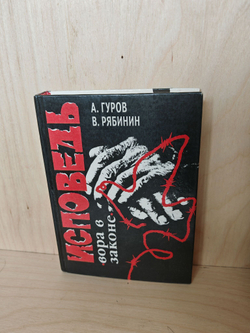 А. ГУРОВ
В. РЯБИНИН
ИСПОВЕДЬ
вора в
законе